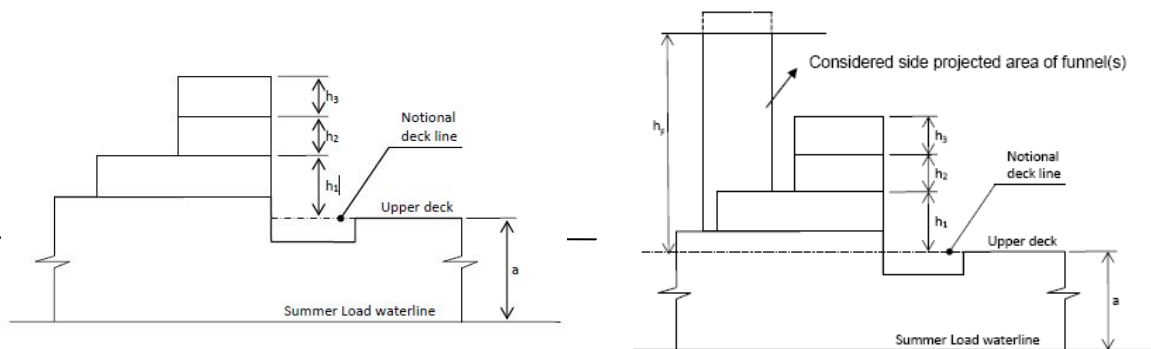 h₃
h₂
Notional
deck line
h₁
Upper deck
a
Summer Load waterline
Considered side projected area of funnel(s)
hF
h₃
h₂
Notional
deck line
h₁
Upper deck
a
Summer Load waterline